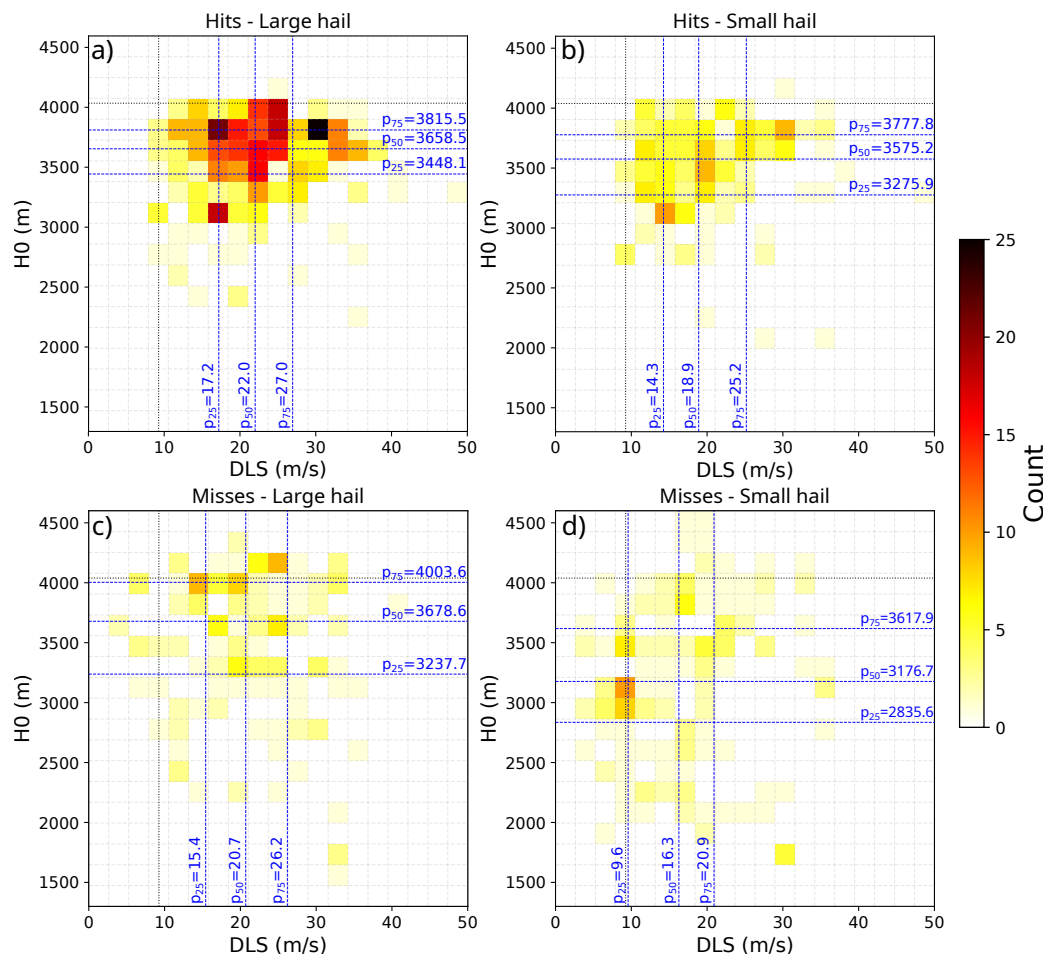 Hits - Large hail
a)
4500
4000
3500
3000
2500
2000
1500
H0 (m)
p75=3815.5
p50=3658.5
p25=3448.1
p25=17.2
p50=22.0
p75=27.0
0 10 20 30 40 50
DLS (m/s)
Hits - Small hail
b)
4500
4000
3500
3000
2500
2000
1500
H0 (m)
p75=3777.8
p50=3575.2
p25=3275.9
p25=14.3
p50=18.9
p75=25.2
0 10 20 30 40 50
DLS (m/s)
Misses - Large hail
c)
4500
4000
3500
3000
2500
2000
1500
H0 (m)
p75=4003.6
p50=3678.6
p25=3237.7
p25=15.4
p50=20.7
p75=26.2
0 10 20 30 40 50
DLS (m/s)
Misses - Small hail
d)
4500
4000
3500
3000
2500
2000
1500
H0 (m)
p75=3617.9
p50=3176.7
p25=2835.6
p25=9.6
p50=16.3
p75=20.9
0 10 20 30 40 50
DLS (m/s)
25
20
15
10
5
0
Count